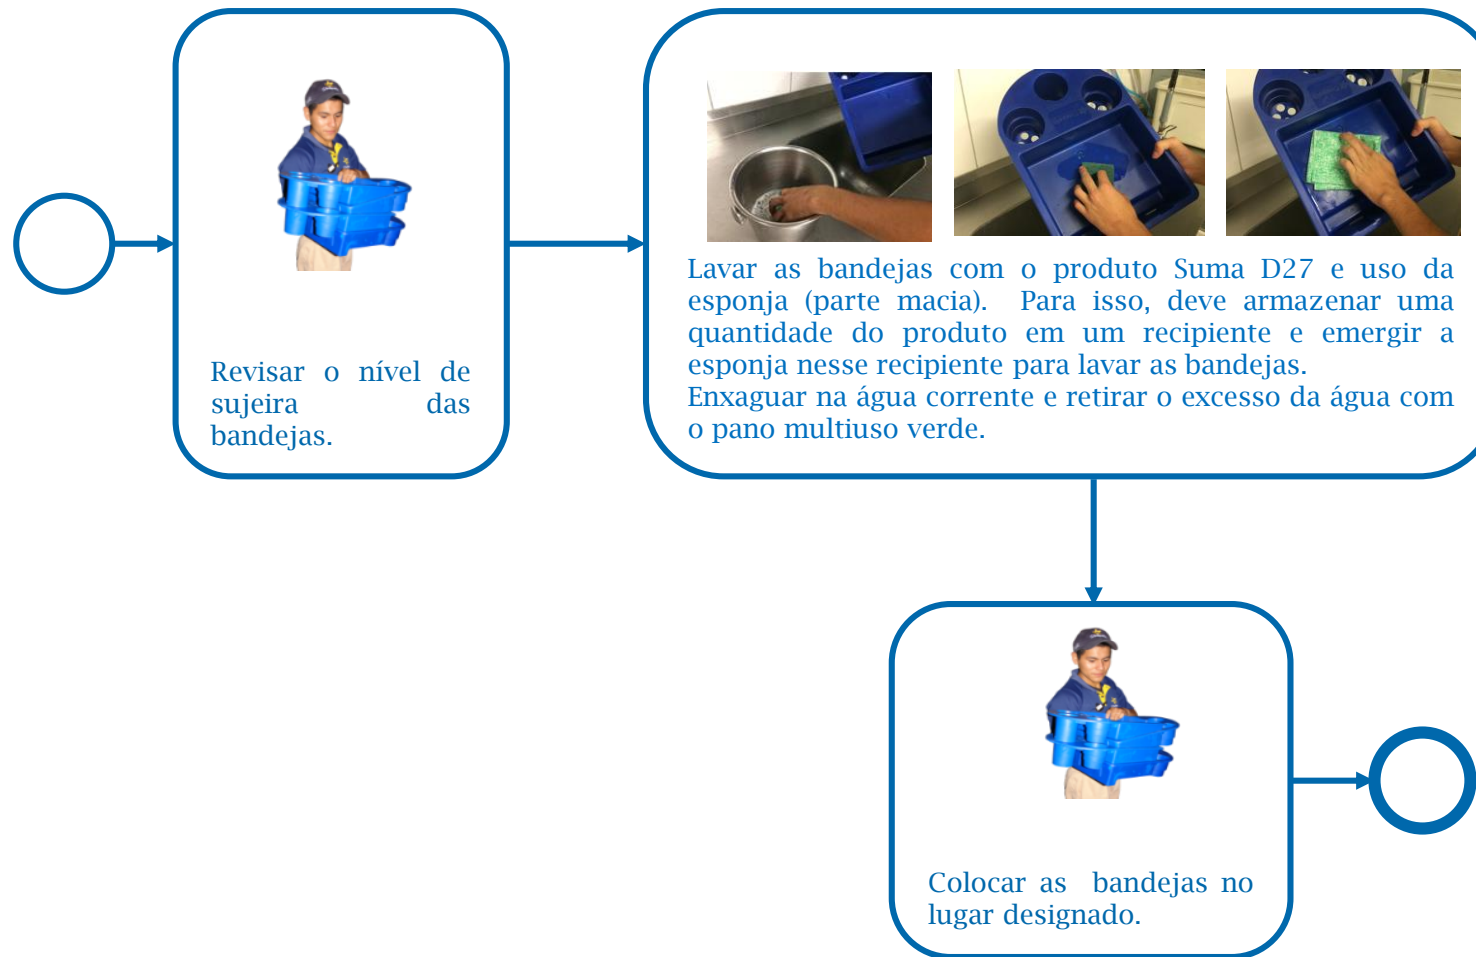 Revisar o nível de
sujeira das
bandejas.
Lavar as bandejas com o produto Suma D27 e uso da
esponja (parte macia). Para isso, deve armazenar uma
quantidade do produto em um recipiente e emergir a
esponja nesse recipiente para lavar as bandejas.
Enxaguar na água corrente e retirar o excesso da água com
o pano multiuso verde.
Colocar as bandejas no
lugar designado.